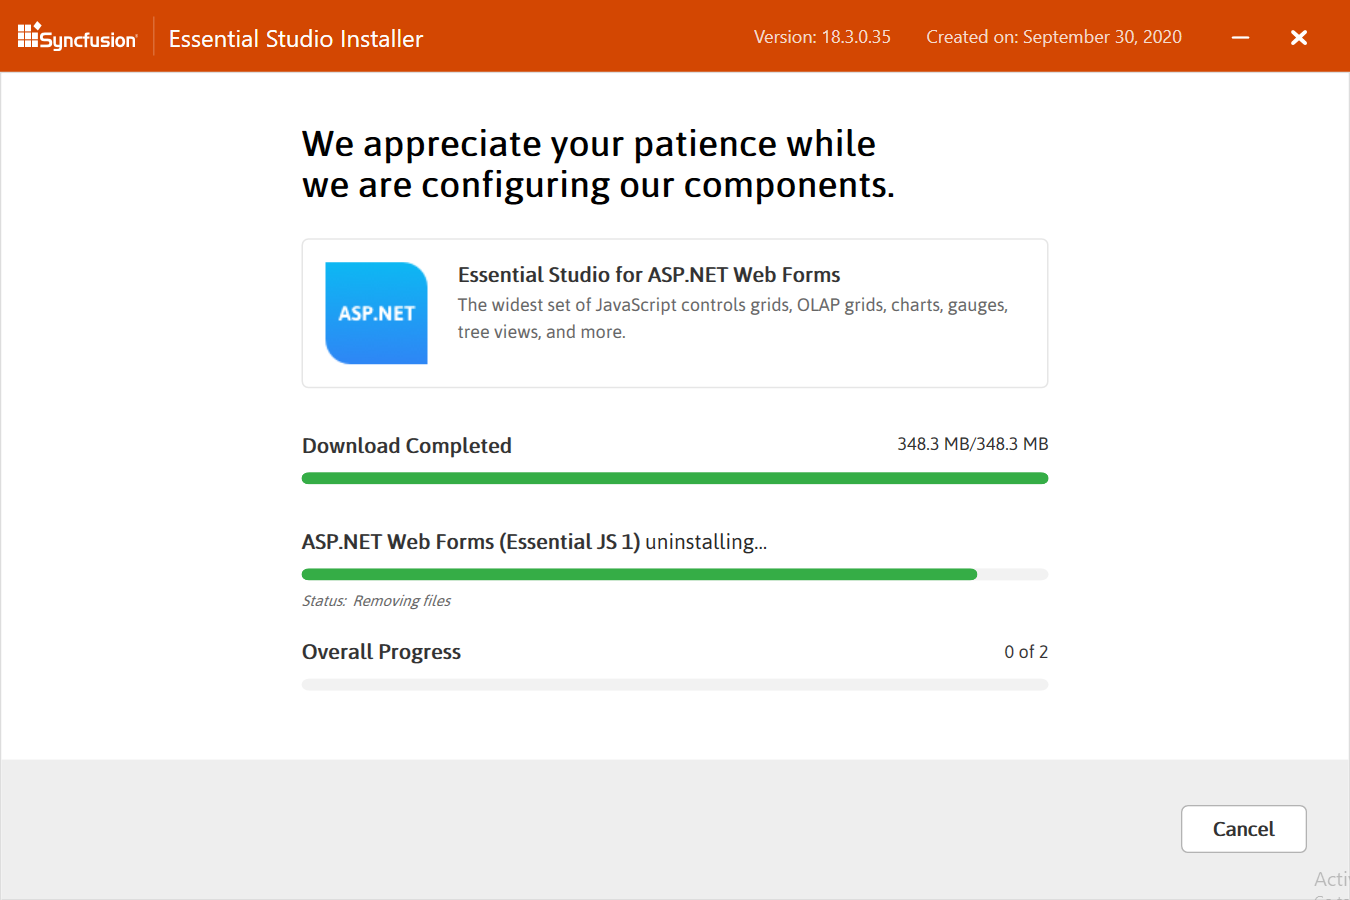 Syncfusion
Essential Studio Installer
Version: 18.3.0.35
Created on: September 30, 2020
We appreciate your patience while
we are configuring our components.
ASP.NET
Essential Studio for ASP.NET Web Forms
The widest set of JavaScript controls grids, OLAP grids, charts, gauges,
tree views, and more.
Download Completed
348.3 MB/348.3 MB
ASP.NET Web Forms (Essential JS 1) uninstalling...
Status: Removing files
Overall Progress
0 of 2
Cancel